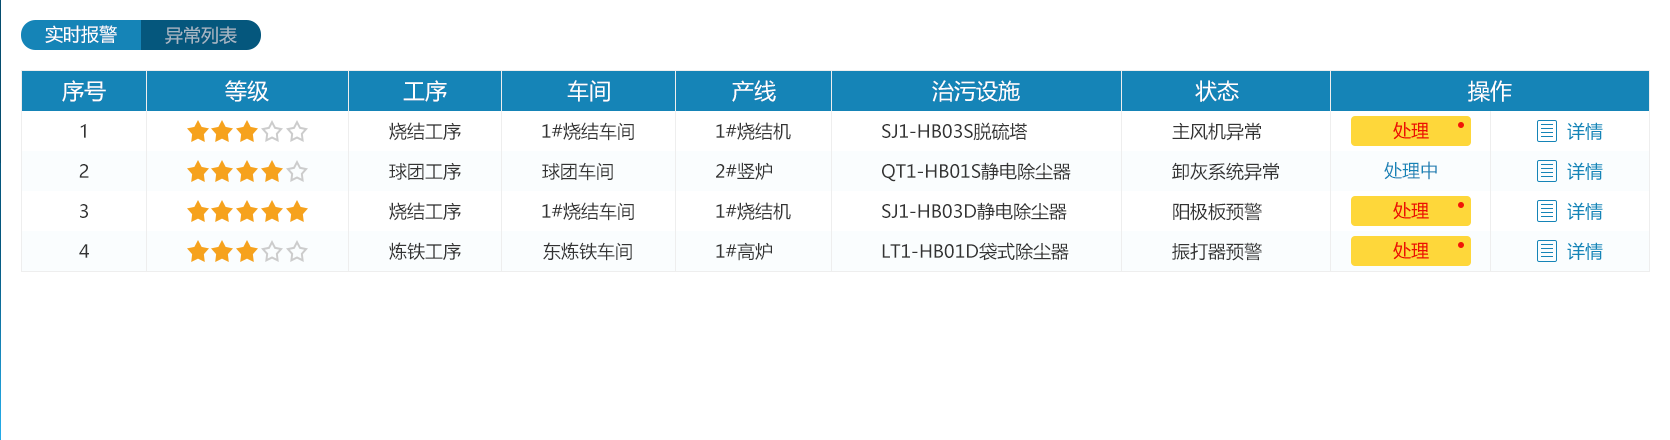 实时报警 异常列表
序号 等级 工序 车间 产线 治污设施 状态 操作
1 烧结工序 1#烧结车间 1#烧结机 SJ1-HB03S脱硫塔 主风机异常 处理 详情
2 球团工序 球团车间 2#竖炉 QT1-HB01S静电除尘器 卸灰系统异常 处理中 详情
3 烧结工序 1#烧结车间 1#烧结机 SJ1-HB03D静电除尘器 阳极板预警 处理 详情
4 炼铁工序 东炼铁车间 1#高炉 LT1-HB01D袋式除尘器 振打器预警 处理 详情